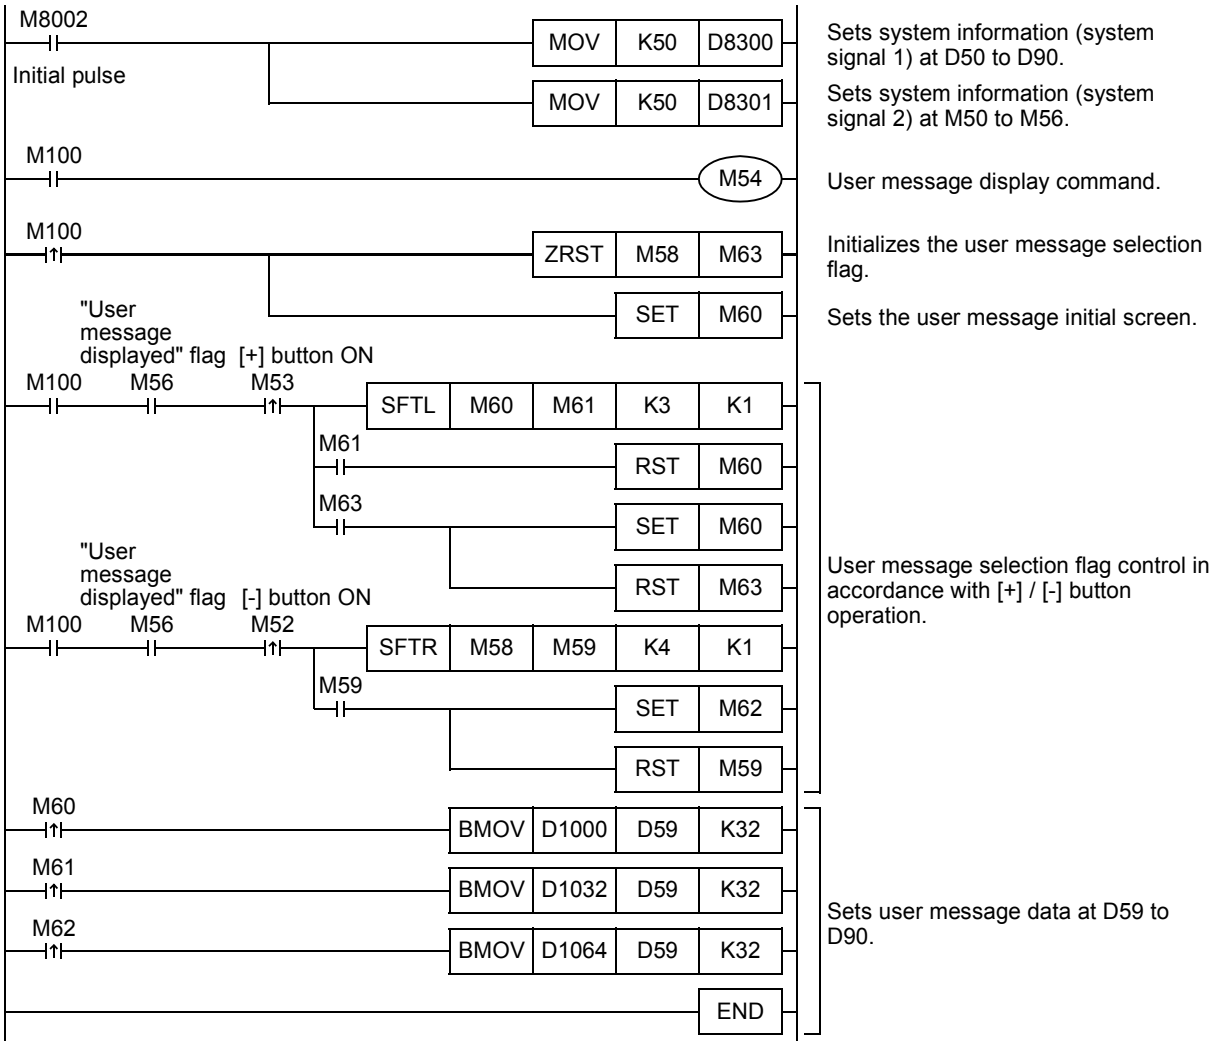 M8002
MOV K50 D8300
Sets system information (system
signal 1) at D50 to D90.
Initial pulse
MOV K50 D8301
Sets system information (system
signal 2) at M50 to M56.
M100
M54
User message display command.
M100
ZRST M58 M63
Initializes the user message selection
flag.
SET M60
Sets the user message initial screen.
"User
message
displayed" flag [+] button ON
M100 M56 M53
SFTL M60 M61 K3 K1
M61
RST M60
M63
SET M60
RST M63
User message selection flag control in
accordance with [+] / [-] button
operation.
"User
message
displayed" flag [-] button ON
M100 M56 M52
SFTR M58 M59 K4 K1
M59
SET M62
RST M59
M60
BMOV D1000 D59 K32
M61
BMOV D1032 D59 K32
Sets user message data at D59 to
D90.
M62
BMOV D1064 D59 K32
END